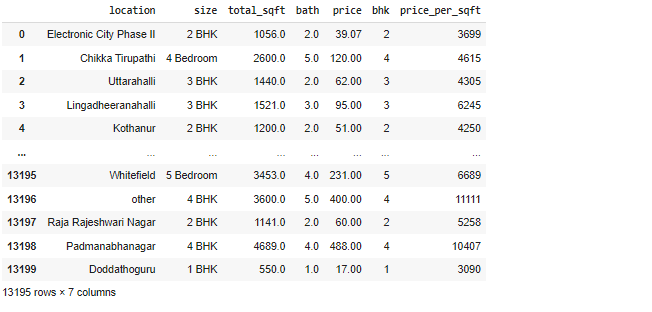 location size total_sqft bath price bhk price_per_sqft
0 Electronic City Phase II 2 BHK 1056.0 2.0 39.07 2 3699
1 Chikka Tirupathi 4 Bedroom 2600.0 5.0 120.00 4 4615
2 Uttarahalli 3 BHK 1440.0 2.0 62.00 3 4305
3 Lingadheeranahalli 3 BHK 1521.0 3.0 95.00 3 6245
4 Kothanur 2 BHK 1200.0 2.0 51.00 2 4250
... ... ... ... ... ... ... ...
13195 Whitefield 5 Bedroom 3453.0 4.0 231.00 5 6689
13196 other 4 BHK 3600.0 5.0 400.00 4 11111
13197 Raja Rajeshwari Nagar 2 BHK 1141.0 2.0 60.00 2 5258
13198 Padmanabhanagar 4 BHK 4689.0 4.0 488.00 4 10407
13199 Doddathoguru 1 BHK 550.0 1.0 17.00 1 3090
13195 rows × 7 columns